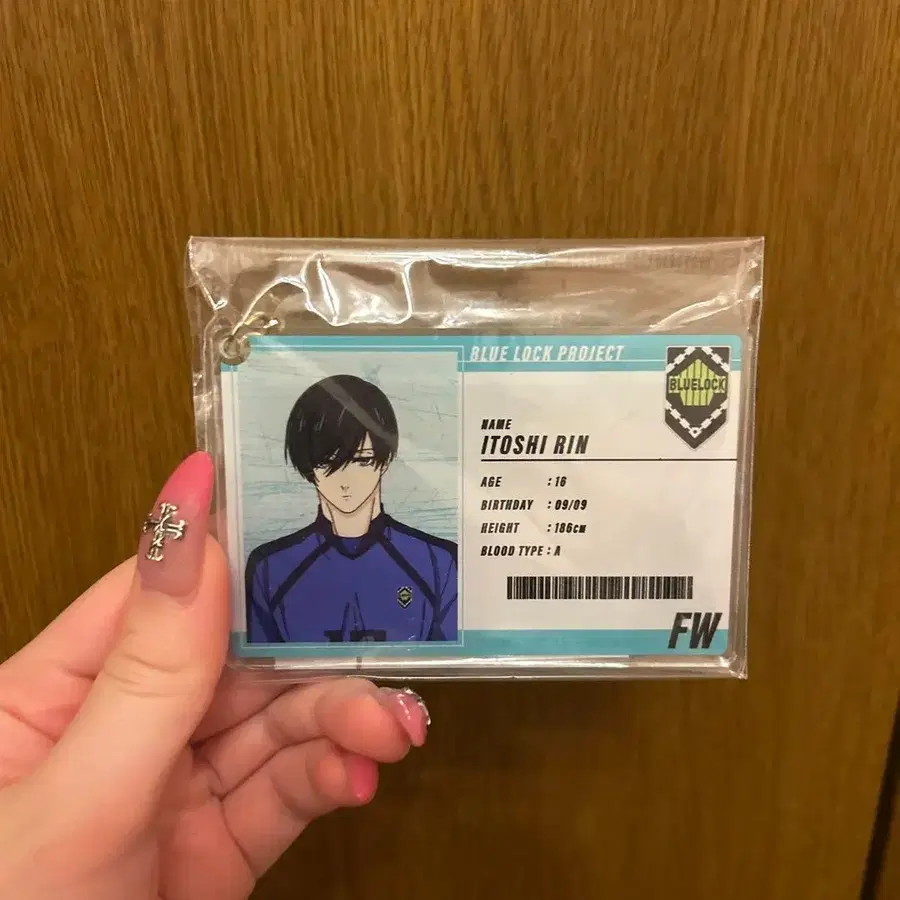 BLUE LOCK PROJECT
BLUELOCK
NAME
ITOSHI RIN
AGE : 16
BIRTHDAY : 09/09
HEIGHT : 186cm
BLOOD TYPE : A
FW